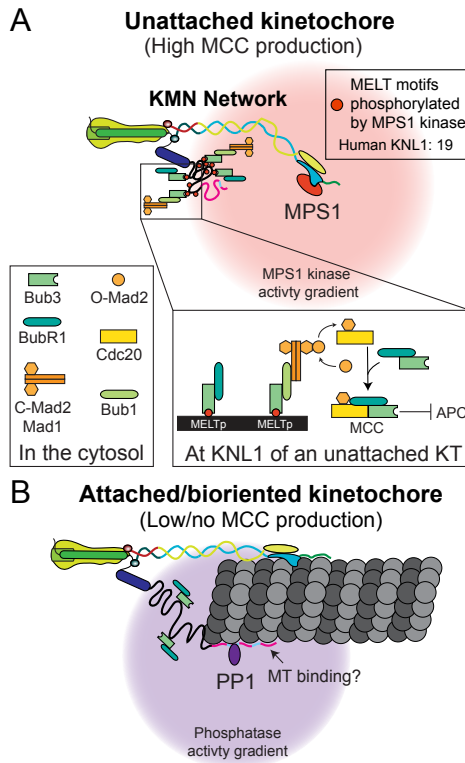 A
Unattached kinetochore
(High MCC production)
MELT motifs
phosphorylated
by MPS1 kinase
Human KNL1: 19
KMN Network
MPS1
MPS1 kinase
activty gradient
Bub3
O-Mad2
BubR1
Cdc20
C-Mad2
Mad1
Bub1
In the cytosol
MELTp
MELTp
MCC
APC
At KNL1 of an unattached KT
B
Attached/bioriented kinetochore
(Low/no MCC production)
PP1
MT binding?
Phosphatase
activty gradient